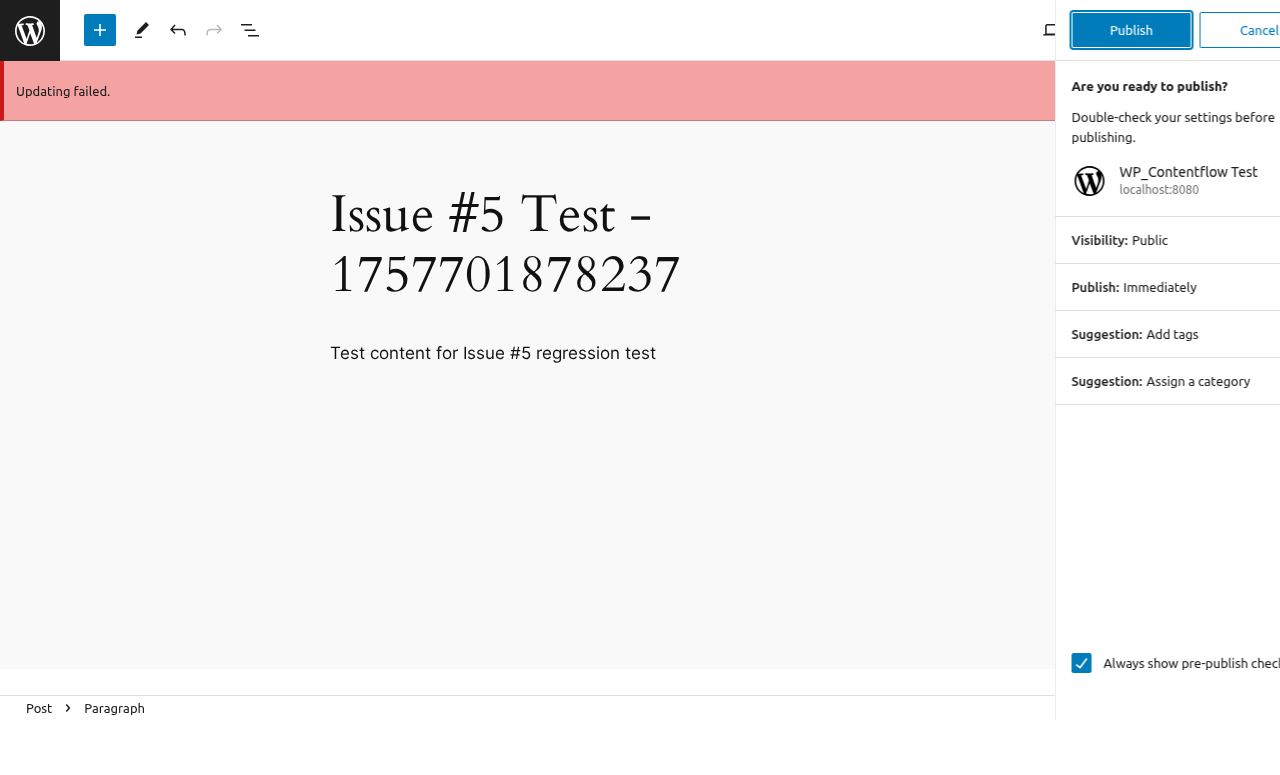 Publish
Cancel
Updating failed.
Are you ready to publish?
Double-check your settings before
publishing.
WP_Contentflow Test
localhost:8080
Issue #5 Test -
1757701878237
Visibility: Public
Publish: Immediately
Suggestion: Add tags
Suggestion: Assign a category
Test content for Issue #5 regression test
Always show pre-publish chec
Post
Paragraph